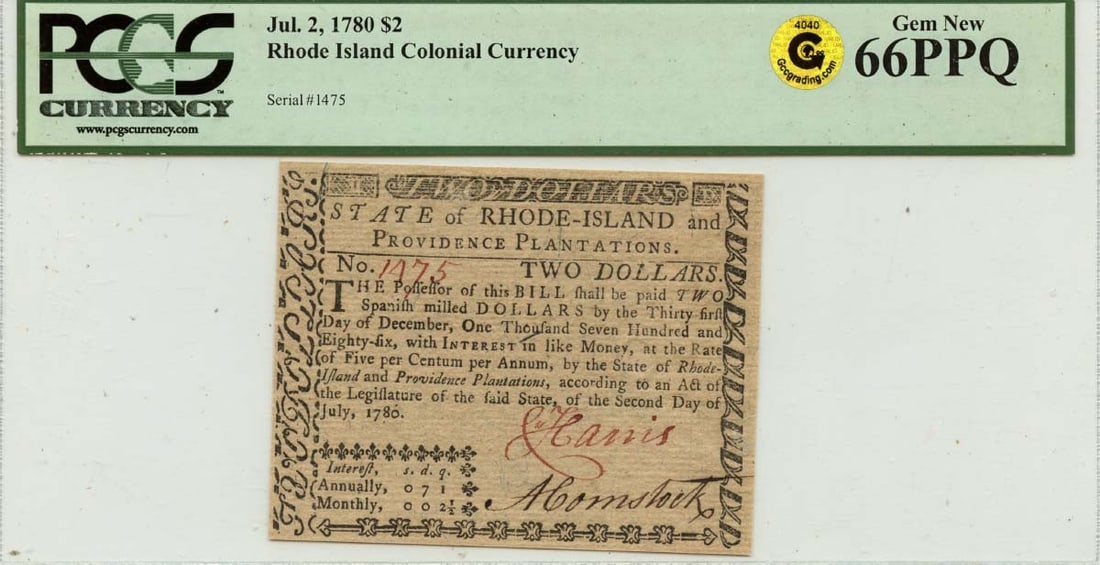 PCGS
CURRENCY
www.pcgscurrency.com
Jul. 2, 1780 $2
Rhode Island Colonial Currency
Serial #1475
4040
G
Gccgrading.com
Gem New
66PPQ
TWO DOLLARS
STATE of RHODE-ISLAND and
PROVIDENCE PLANTATIONS.
No. 1475 TWO DOLLARS.
THE Poſſeſſor of this BILL ſhall be paid TWO
Spaniſh milled DOLLARS by the Thirty firſt
Day of December, One Thouſand Seven Hundred and
Eighty-ſix, with INTEREST in like Money, at the Rate
of Five per Centum per Annum, by the State of Rhode-
Iſland and Providence Plantations, according to an Act of
the Legiſlature of the ſaid State, of the Second Day of
July, 1780.
Harris
Intereſt, s. d. q.
Annually, 0 7 1
Monthly, 0 0 2½
A Comstock